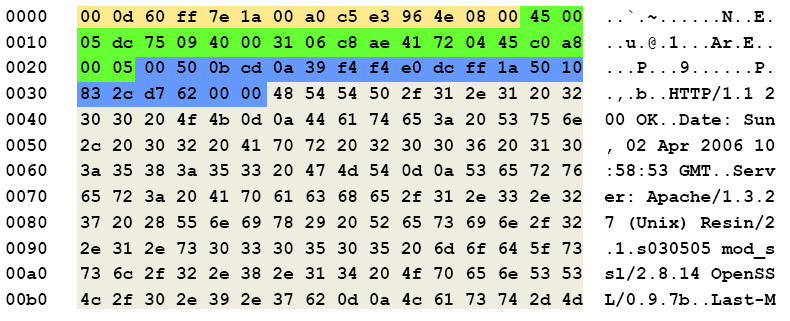 0000 00 0d 60 ff 7e 1a 00 a0 c5 e3 96 4e 08 00 45 00 ..`.~......N..E.
0010 05 dc 75 09 40 00 31 06 c8 ae 41 72 04 45 c0 a8 ..u.@.1...Ar.E..
0020 00 05 00 50 0b cd 0a 39 f4 f4 e0 dc ff 1a 50 10 ...P...9......P.
0030 83 2c d7 62 00 00 48 54 54 50 2f 31 2e 31 20 32 .,.b..HTTP/1.1 2
0040 30 30 20 4f 4b 0d 0a 44 61 74 65 3a 20 53 75 6e 00 OK..Date: Sun
0050 2c 20 30 32 20 41 70 72 20 32 30 30 36 20 31 30 , 02 Apr 2006 10
0060 3a 35 38 3a 35 33 20 47 4d 54 0d 0a 53 65 72 76 :58:53 GMT..Serv
0070 65 72 3a 20 41 70 61 63 68 65 2f 31 2e 33 2e 32 er: Apache/1.3.2
0080 37 20 28 55 6e 69 78 29 20 52 65 73 69 6e 2f 32 7 (Unix) Resin/2
0090 2e 31 2e 73 30 33 30 35 30 35 20 6d 6f 64 5f 73 .1.s030505 mod_s
00a0 73 6c 2f 32 2e 38 2e 31 34 20 4f 70 65 6e 53 53 sl/2.8.14 OpenSS
00b0 4c 2f 30 2e 39 2e 37 62 0d 0a 4c 61 73 74 2d 4d L/0.9.7b..Last-M